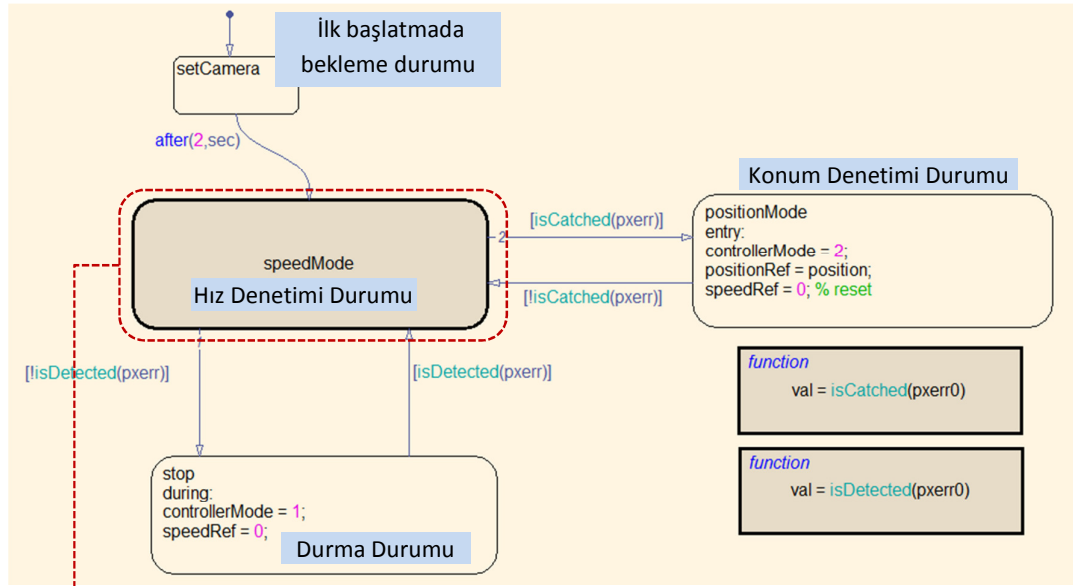 İlk başlatmada
bekleme durumu
setCamera
after(2,sec)
Konum Denetimi Durumu
positionMode
entry:
controllerMode = 2;
positionRef = position;
speedRef = 0; % reset
[isCatched(pxerr)]
2
speedMode
Hız Denetimi Durumu
[!isCatched(pxerr)]
1
[!isDetected(pxerr)]
[isDetected(pxerr)]
function
val = isCatched(pxerr0)
function
val = isDetected(pxerr0)
stop
during:
controllerMode = 1;
speedRef = 0;
Durma Durumu